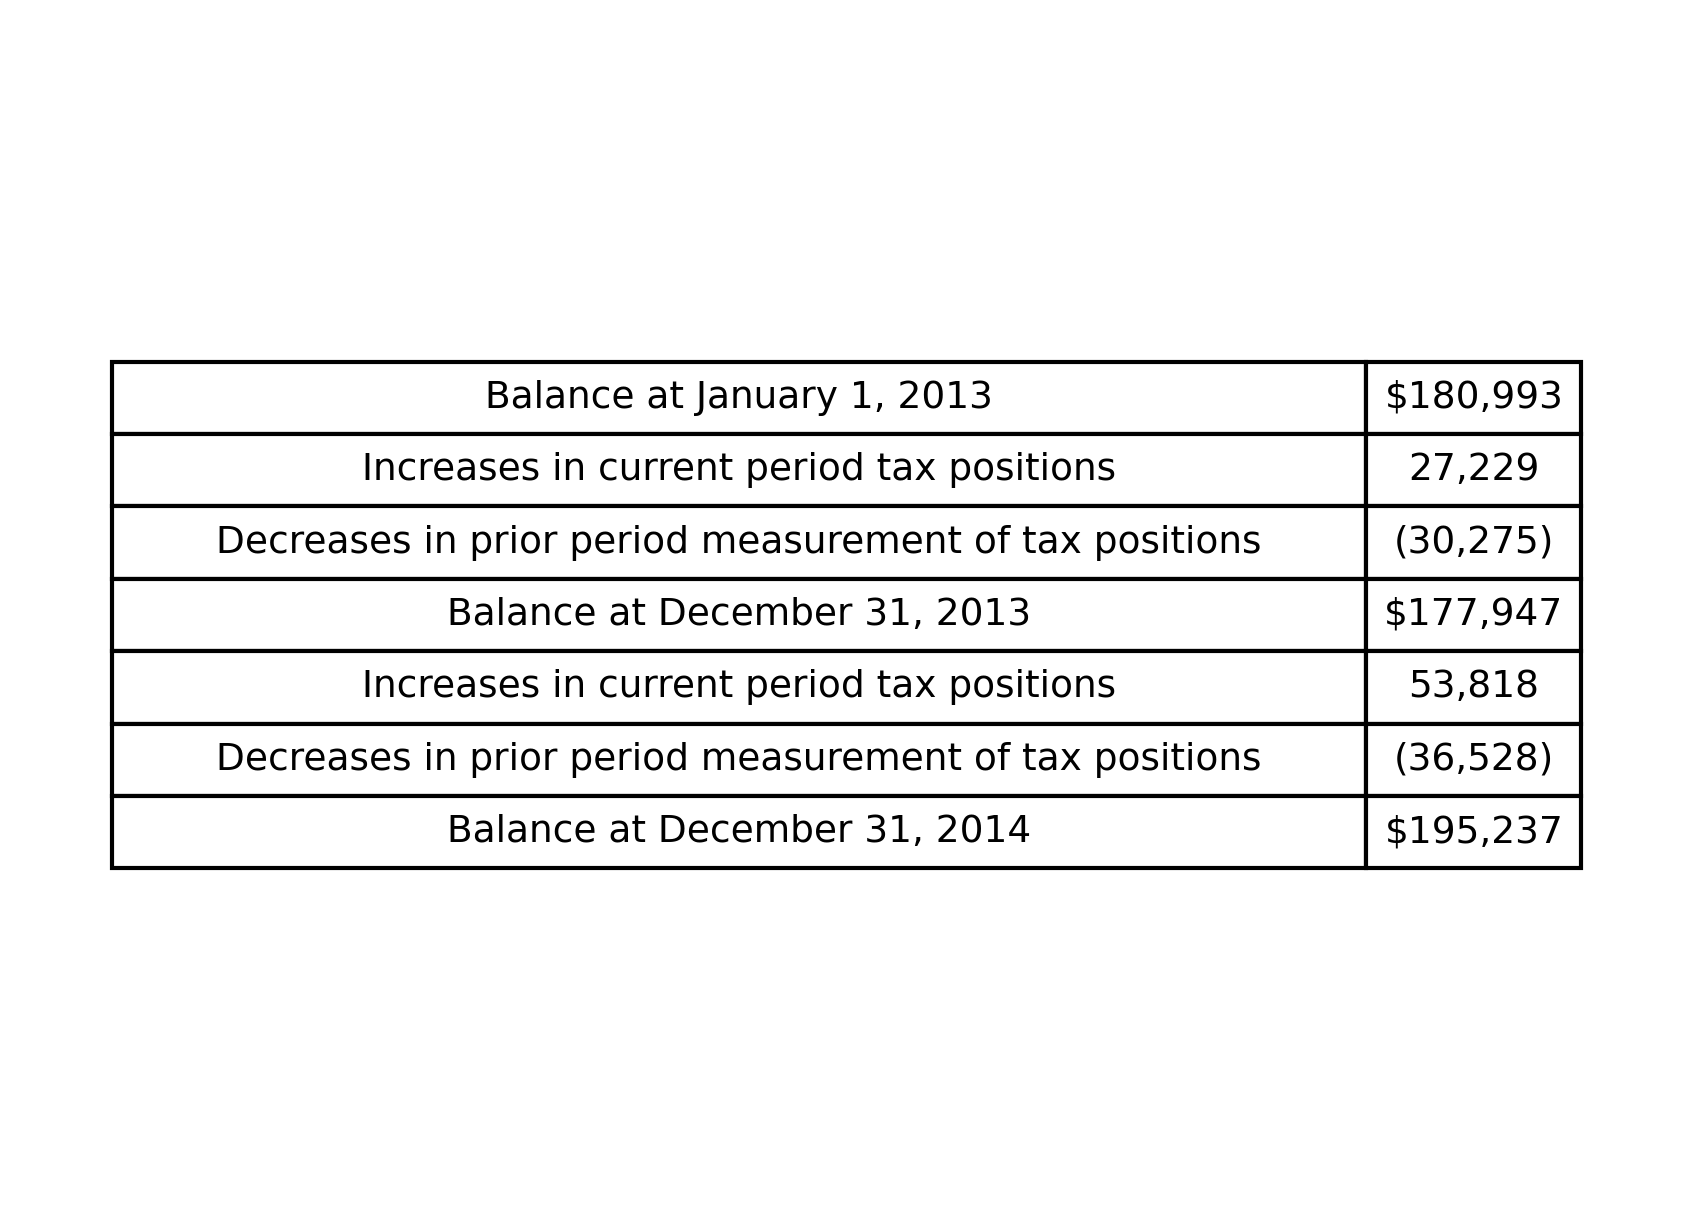 Balance at January 1, 2013 $180,993
Increases in current period tax positions 27,229
Decreases in prior period measurement of tax positions (30,275)
Balance at December 31, 2013 $177,947
Increases in current period tax positions 53,818
Decreases in prior period measurement of tax positions (36,528)
Balance at December 31, 2014 $195,237